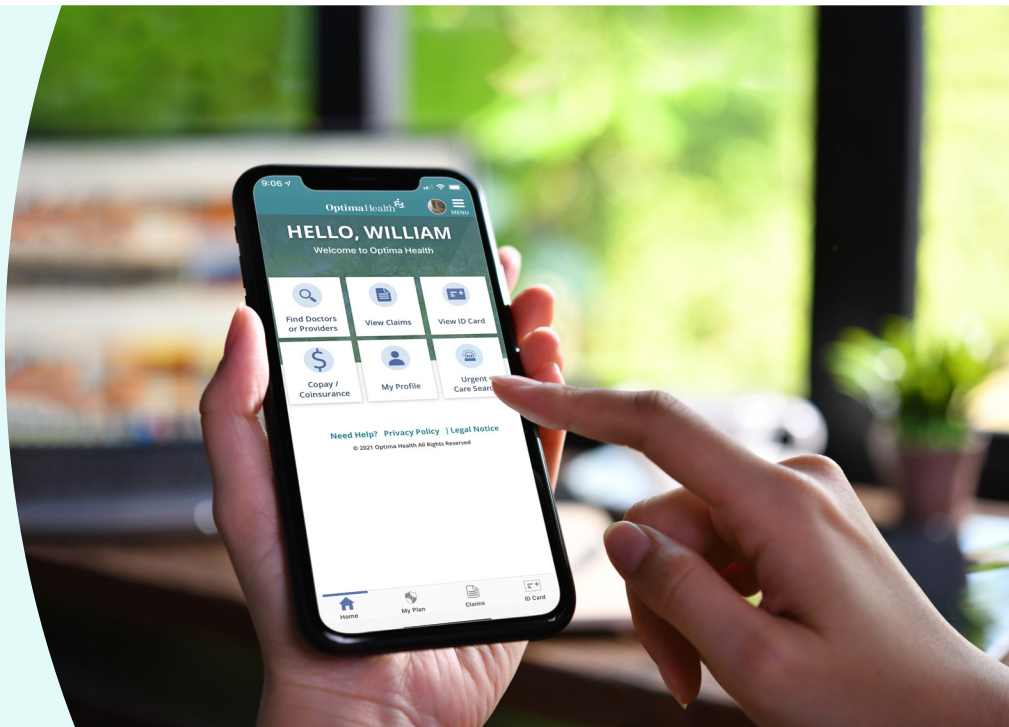 9:06
OptimaHealth
MENU
HELLO, WILLIAM
Welcome to Optima Health
Find Doctors
or Providers
View Claims
View ID Card
Copay /
Coinsurance
My Profile
Urgent
Care Search
Need Help? Privacy Policy | Legal Notice
© 2021 Optima Health All Rights Reserved
Home
My Plan
Claims
ID Card